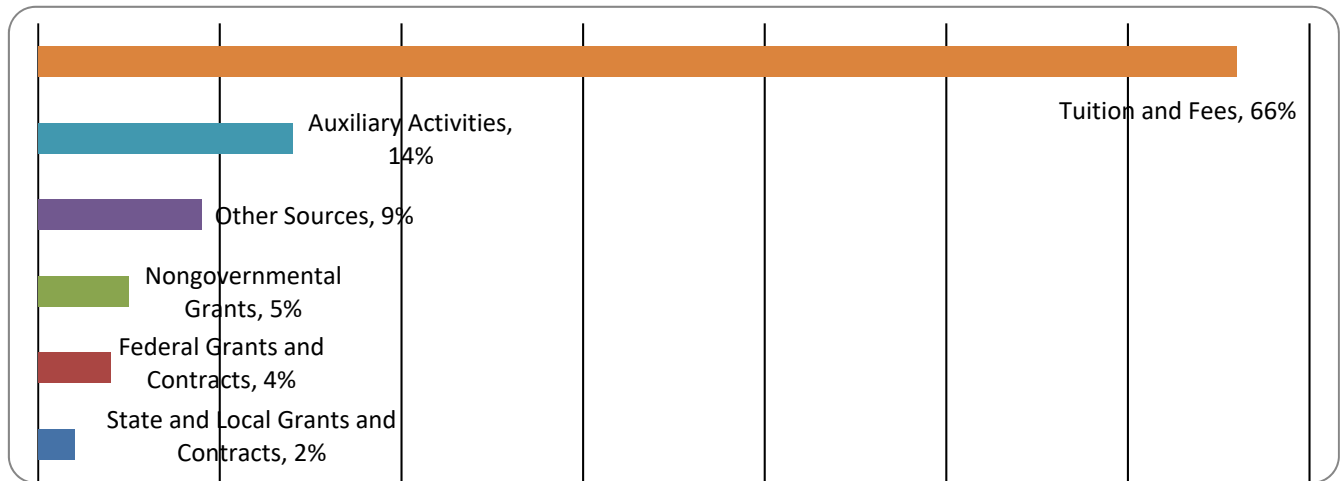 Tuition and Fees, 66%
Auxiliary Activities,
14%
Other Sources, 9%
Nongovernmental
Grants, 5%
Federal Grants and
Contracts, 4%
State and Local Grants and
Contracts, 2%